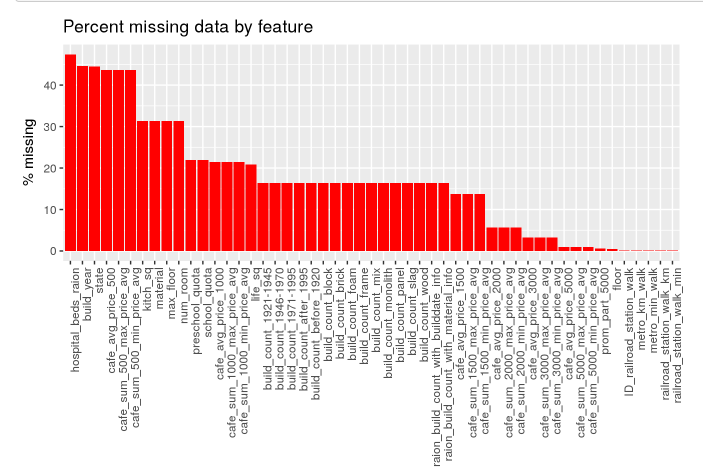 Percent missing data by feature
% missing
40
30
20
10
0
hospital_beds_raion
build_year
state
cafe_avg_price_500
cafe_sum_500_max_price_avg
cafe_sum_500_min_price_avg
kitch_sq
material
max_floor
num_room
preschool_quota
school_quota
cafe_avg_price_1000
cafe_sum_1000_max_price_avg
cafe_sum_1000_min_price_avg
life_sq
build_count_1921-1945
build_count_1946-1970
build_count_1971-1995
build_count_after_1995
build_count_before_1920
build_count_block
build_count_brick
build_count_foam
build_count_frame
build_count_mix
build_count_monolith
build_count_panel
build_count_slag
build_count_wood
raion_build_count_with_builddate_info
raion_build_count_with_material_info
cafe_avg_price_1500
cafe_sum_1500_max_price_avg
cafe_sum_1500_min_price_avg
cafe_avg_price_2000
cafe_sum_2000_max_price_avg
cafe_sum_2000_min_price_avg
cafe_avg_price_3000
cafe_sum_3000_max_price_avg
cafe_sum_3000_min_price_avg
cafe_avg_price_5000
cafe_sum_5000_max_price_avg
cafe_sum_5000_min_price_avg
prom_part_5000
floor
ID_railroad_station_walk
metro_km_walk
metro_min_walk
railroad_station_walk_km
railroad_station_walk_min